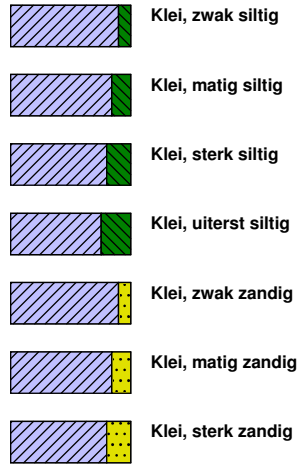 Klei, zwak siltig
Klei, matig siltig
Klei, sterk siltig
Klei, uiterst siltig
Klei, zwak zandig
Klei, matig zandig
Klei, sterk zandig